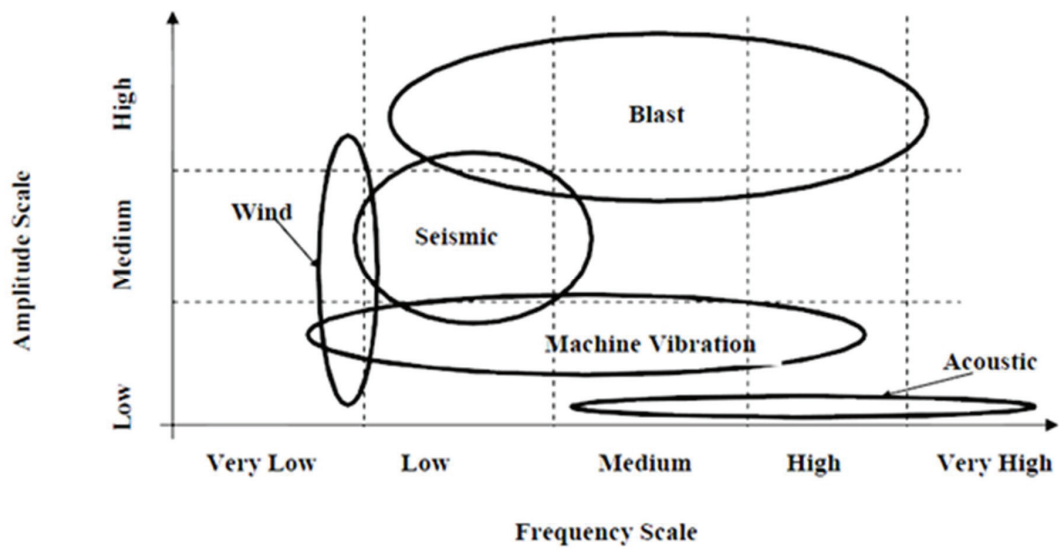 Amplitude Scale
High
Medium
Low
Blast
Wind
Seismic
Machine Vibration
Acoustic
Very Low
Low
Medium
High
Very High
Frequency Scale